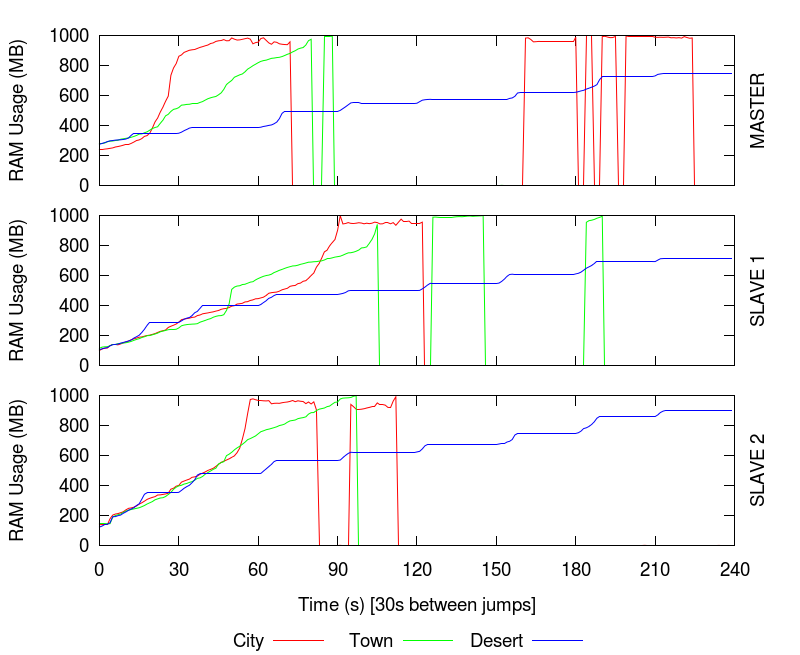 1000
800
600
400
200
0
RAM Usage (MB)
MASTER
1000
800
600
400
200
0
RAM Usage (MB)
SLAVE 1
1000
800
600
400
200
0
RAM Usage (MB)
SLAVE 2
0 30 60 90 120 150 180 210 240
Time (s) [30s between jumps]
City Town Desert